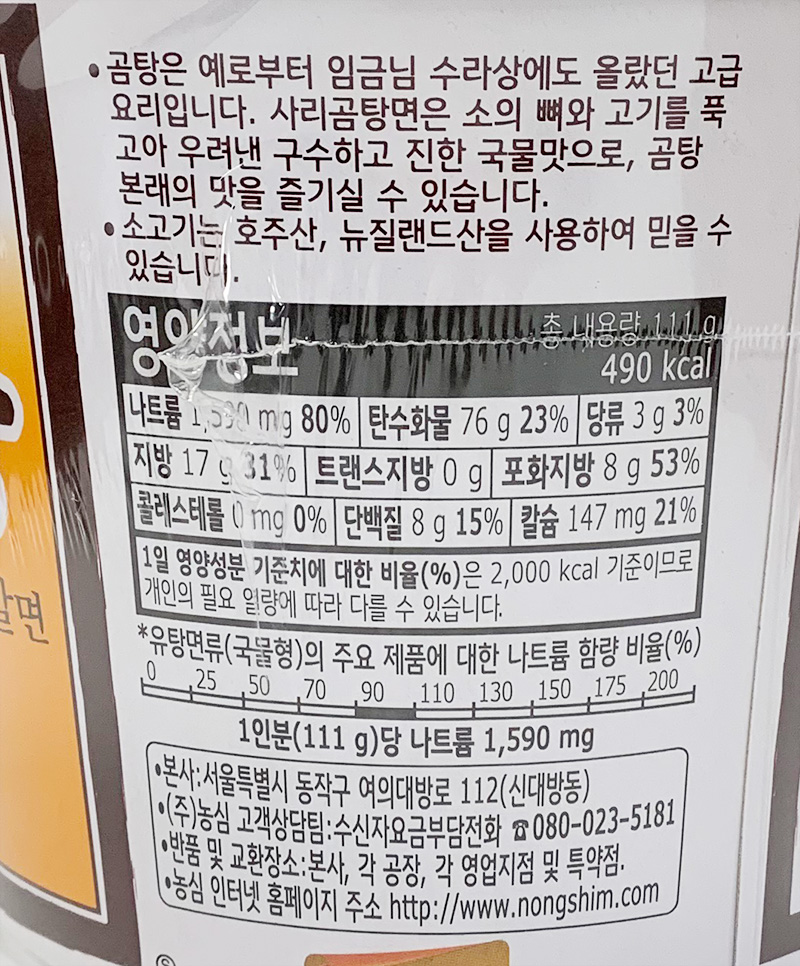 •곰탕은 예로부터 임금님 수라상에도 올랐던 고급
요리입니다. 사리곰탕면은 소의 뼈와 고기를 푹
고아 우려낸 구수하고 진한 국물맛으로, 곰탕
본래의 맛을 즐기실 수 있습니다.
•소고기는 호주산, 뉴질랜드산을 사용하여 믿을 수
있습니다.
영양정보 총 내용량 111 g
490 kcal
나트륨 1,590 mg 80% 탄수화물 76 g 23% 당류 3 g 3%
지방 17 g 31% 트랜스지방 0 g 포화지방 8 g 53%
콜레스테롤 0 mg 0% 단백질 8 g 15% 칼슘 147 mg 21%
1일 영양성분 기준치에 대한 비율(%)은 2,000 kcal 기준이므로
개인의 필요 열량에 따라 다를 수 있습니다.
*유탕면류(국물형)의 주요 제품에 대한 나트륨 함량 비율(%)
0 25 50 70 90 110 130 150 175 200
1인분(111 g)당 나트륨 1,590 mg
•본사:서울특별시 동작구 여의대방로 112(신대방동)
•(주)농심 고객상담팀:수신자요금부담전화 ☎080-023-5181
•반품 및 교환장소:본사, 각 공장, 각 영업지점 및 특약점.
•농심 인터넷 홈페이지 주소 http://www.nongshim.com